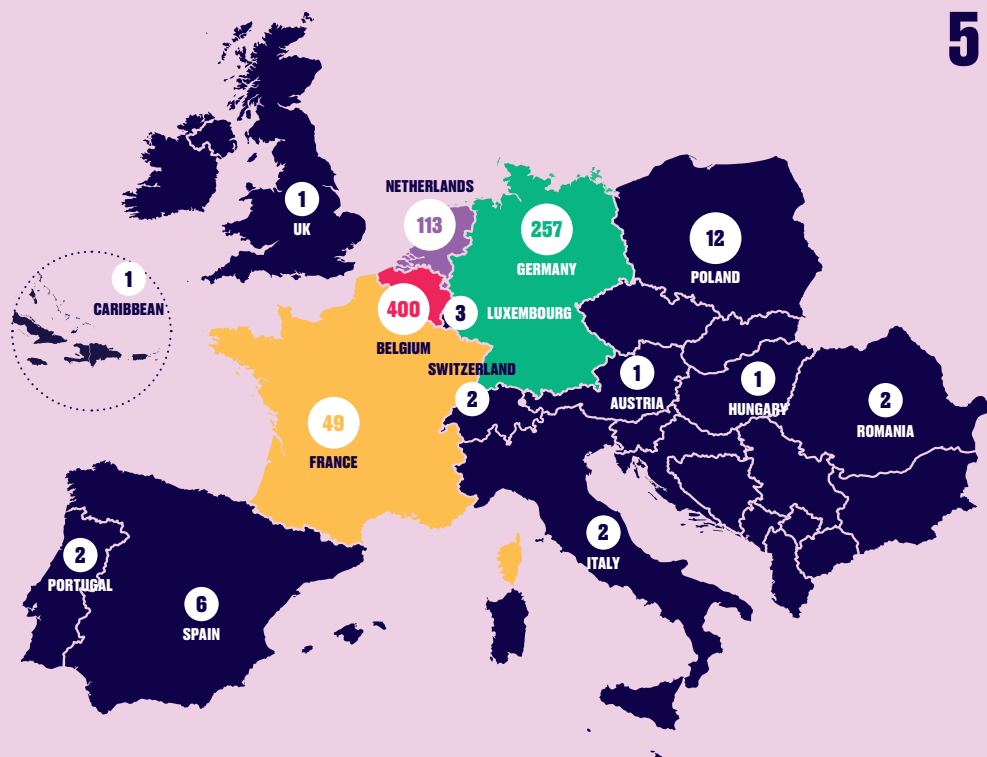 5
1
UK
NETHERLANDS
113
257
GERMANY
12
POLAND
1
CARIBBEAN
400
BELGIUM
3
LUXEMBOURG
SWITZERLAND
2
1
AUSTRIA
1
HUNGARY
2
ROMANIA
49
FRANCE
2
ITALY
2
PORTUGAL
6
SPAIN